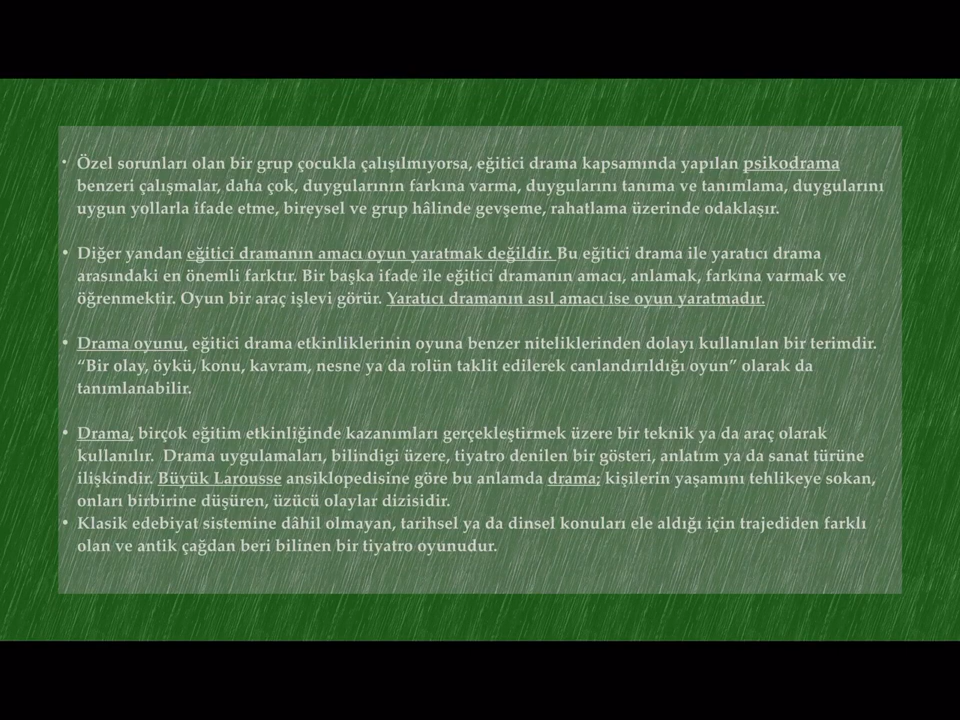 • Özel sorunları olan bir grup çocukla çalışılmıyorsa, eğitici drama kapsamında yapılan psikodrama
benzeri çalışmalar, daha çok, duygularının farkına varma, duygularını tanıma ve tanımlama, duygularını
uygun yollarla ifade etme, bireysel ve grup hâlinde gevşeme, rahatlama üzerinde odaklaşır.
• Diğer yandan eğitici dramanın amacı oyun yaratmak değildir. Bu eğitici drama ile yaratıcı drama
arasındaki en önemli farktır. Bir başka ifade ile eğitici dramanın amacı, anlamak, farkına varmak ve
öğrenmektir. Oyun bir araç işlevi görür. Yaratıcı dramanın asıl amacı ise oyun yaratmadır.
• Drama oyunu, eğitici drama etkinliklerinin oyuna benzer niteliklerinden dolayı kullanılan bir terimdir.
“Bir olay, öykü, konu, kavram, nesne ya da rolün taklit edilerek canlandırıldığı oyun” olarak da
tanımlanabilir.
• Drama, birçok eğitim etkinliğinde kazanımları gerçekleştirmek üzere bir teknik ya da araç olarak
kullanılır. Drama uygulamaları, bilindigi üzere, tiyatro denilen bir gösteri, anlatım ya da sanat türüne
ilişkindir. Büyük Larousse ansiklopedisine göre bu anlamda drama; kişilerin yaşamını tehlikeye sokan,
onları birbirine düşüren, üzücü olaylar dizisidir.
• Klasik edebiyat sistemine dâhil olmayan, tarihsel ya da dinsel konuları ele aldığı için trajediden farklı
olan ve antik çağdan beri bilinen bir tiyatro oyunudur.